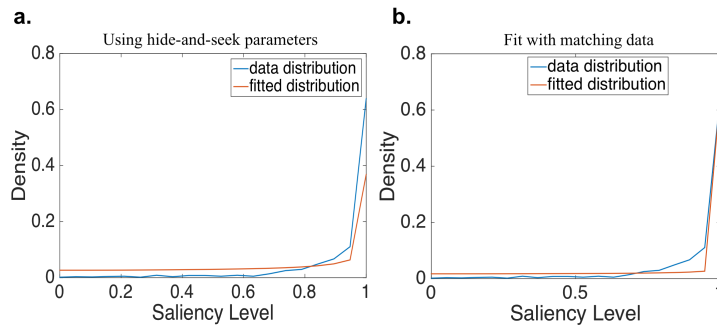 a.
Using hide-and-seek parameters
0.8
0.6
0.4
0.2
0
Density
data distribution
fitted distribution
0 0.2 0.4 0.6 0.8 1
Saliency Level
b.
Fit with matching data
0.8
0.6
0.4
0.2
0
Density
data distribution
fitted distribution
0 0.5
Saliency Level